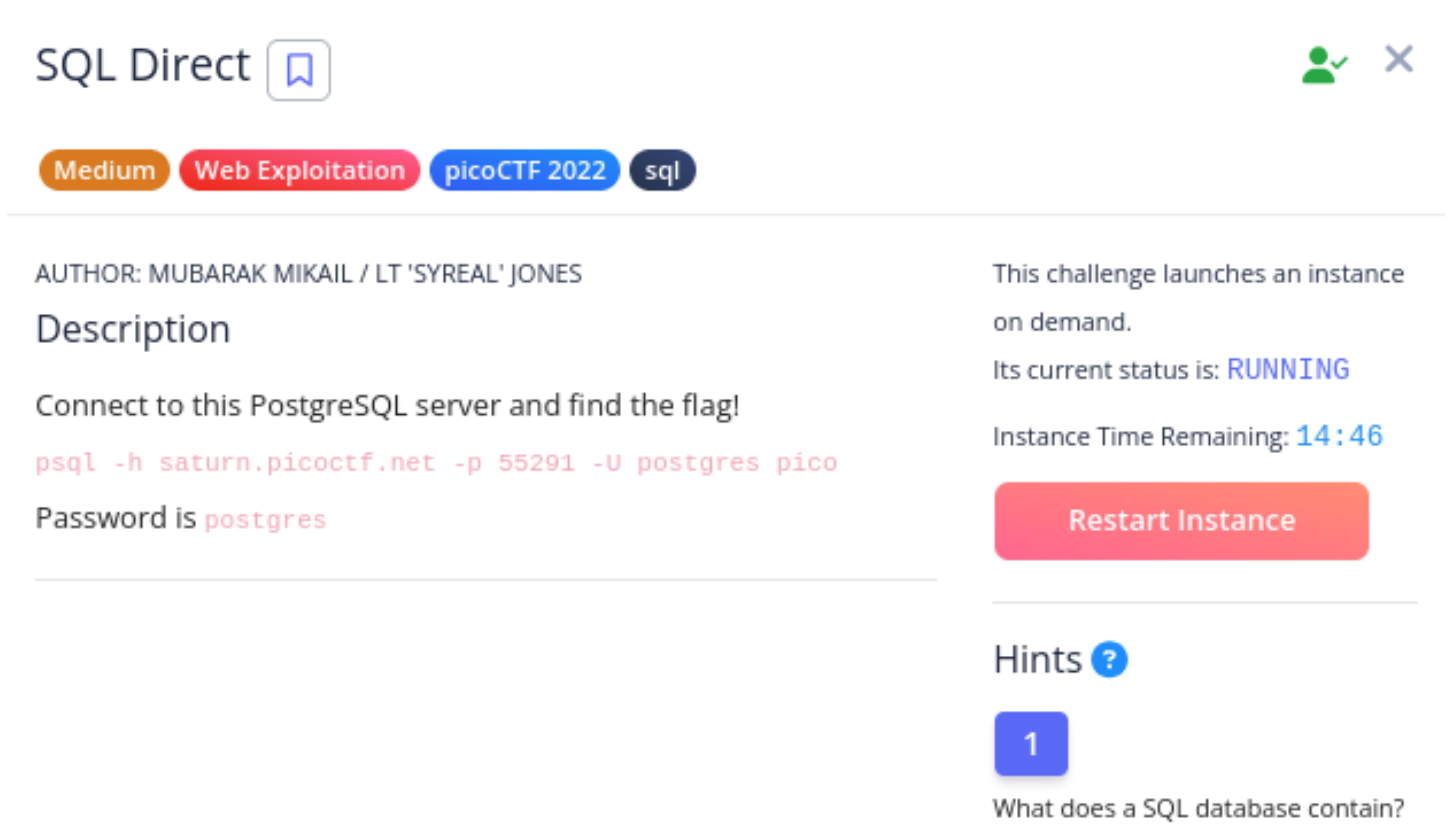 SQL Direct
Medium Web Exploitation picoCTF 2022 sql
AUTHOR: MUBARAK MIKAIL / LT 'SYREAL' JONES
Description
Connect to this PostgreSQL server and find the flag!
psql -h saturn.picoctf.net -p 55291 -U postgres pico
Password is postgres
This challenge launches an instance
on demand.
Its current status is: RUNNING
Instance Time Remaining: 14:46
Restart Instance
Hints ?
1
What does a SQL database contain?